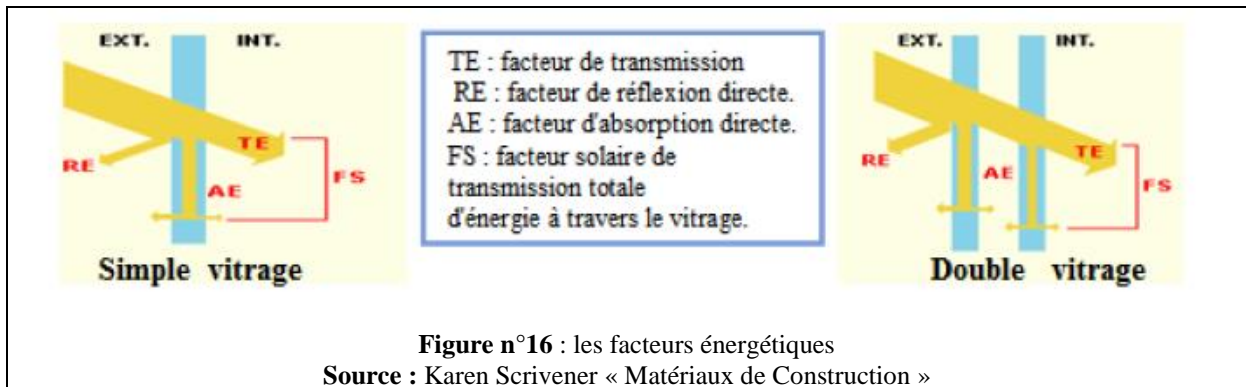 EXT. INT.
TE
RE
AE
FS
Simple vitrage
TE : facteur de transmission
RE : facteur de réflexion directe.
AE : facteur d'absorption directe.
FS : facteur solaire de
transmission totale
d'énergie à travers le vitrage.
EXT. INT.
TE
RE
AE
FS
Double vitrage
Figure n°16 : les facteurs énergétiques
Source : Karen Scrivener « Matériaux de Construction »